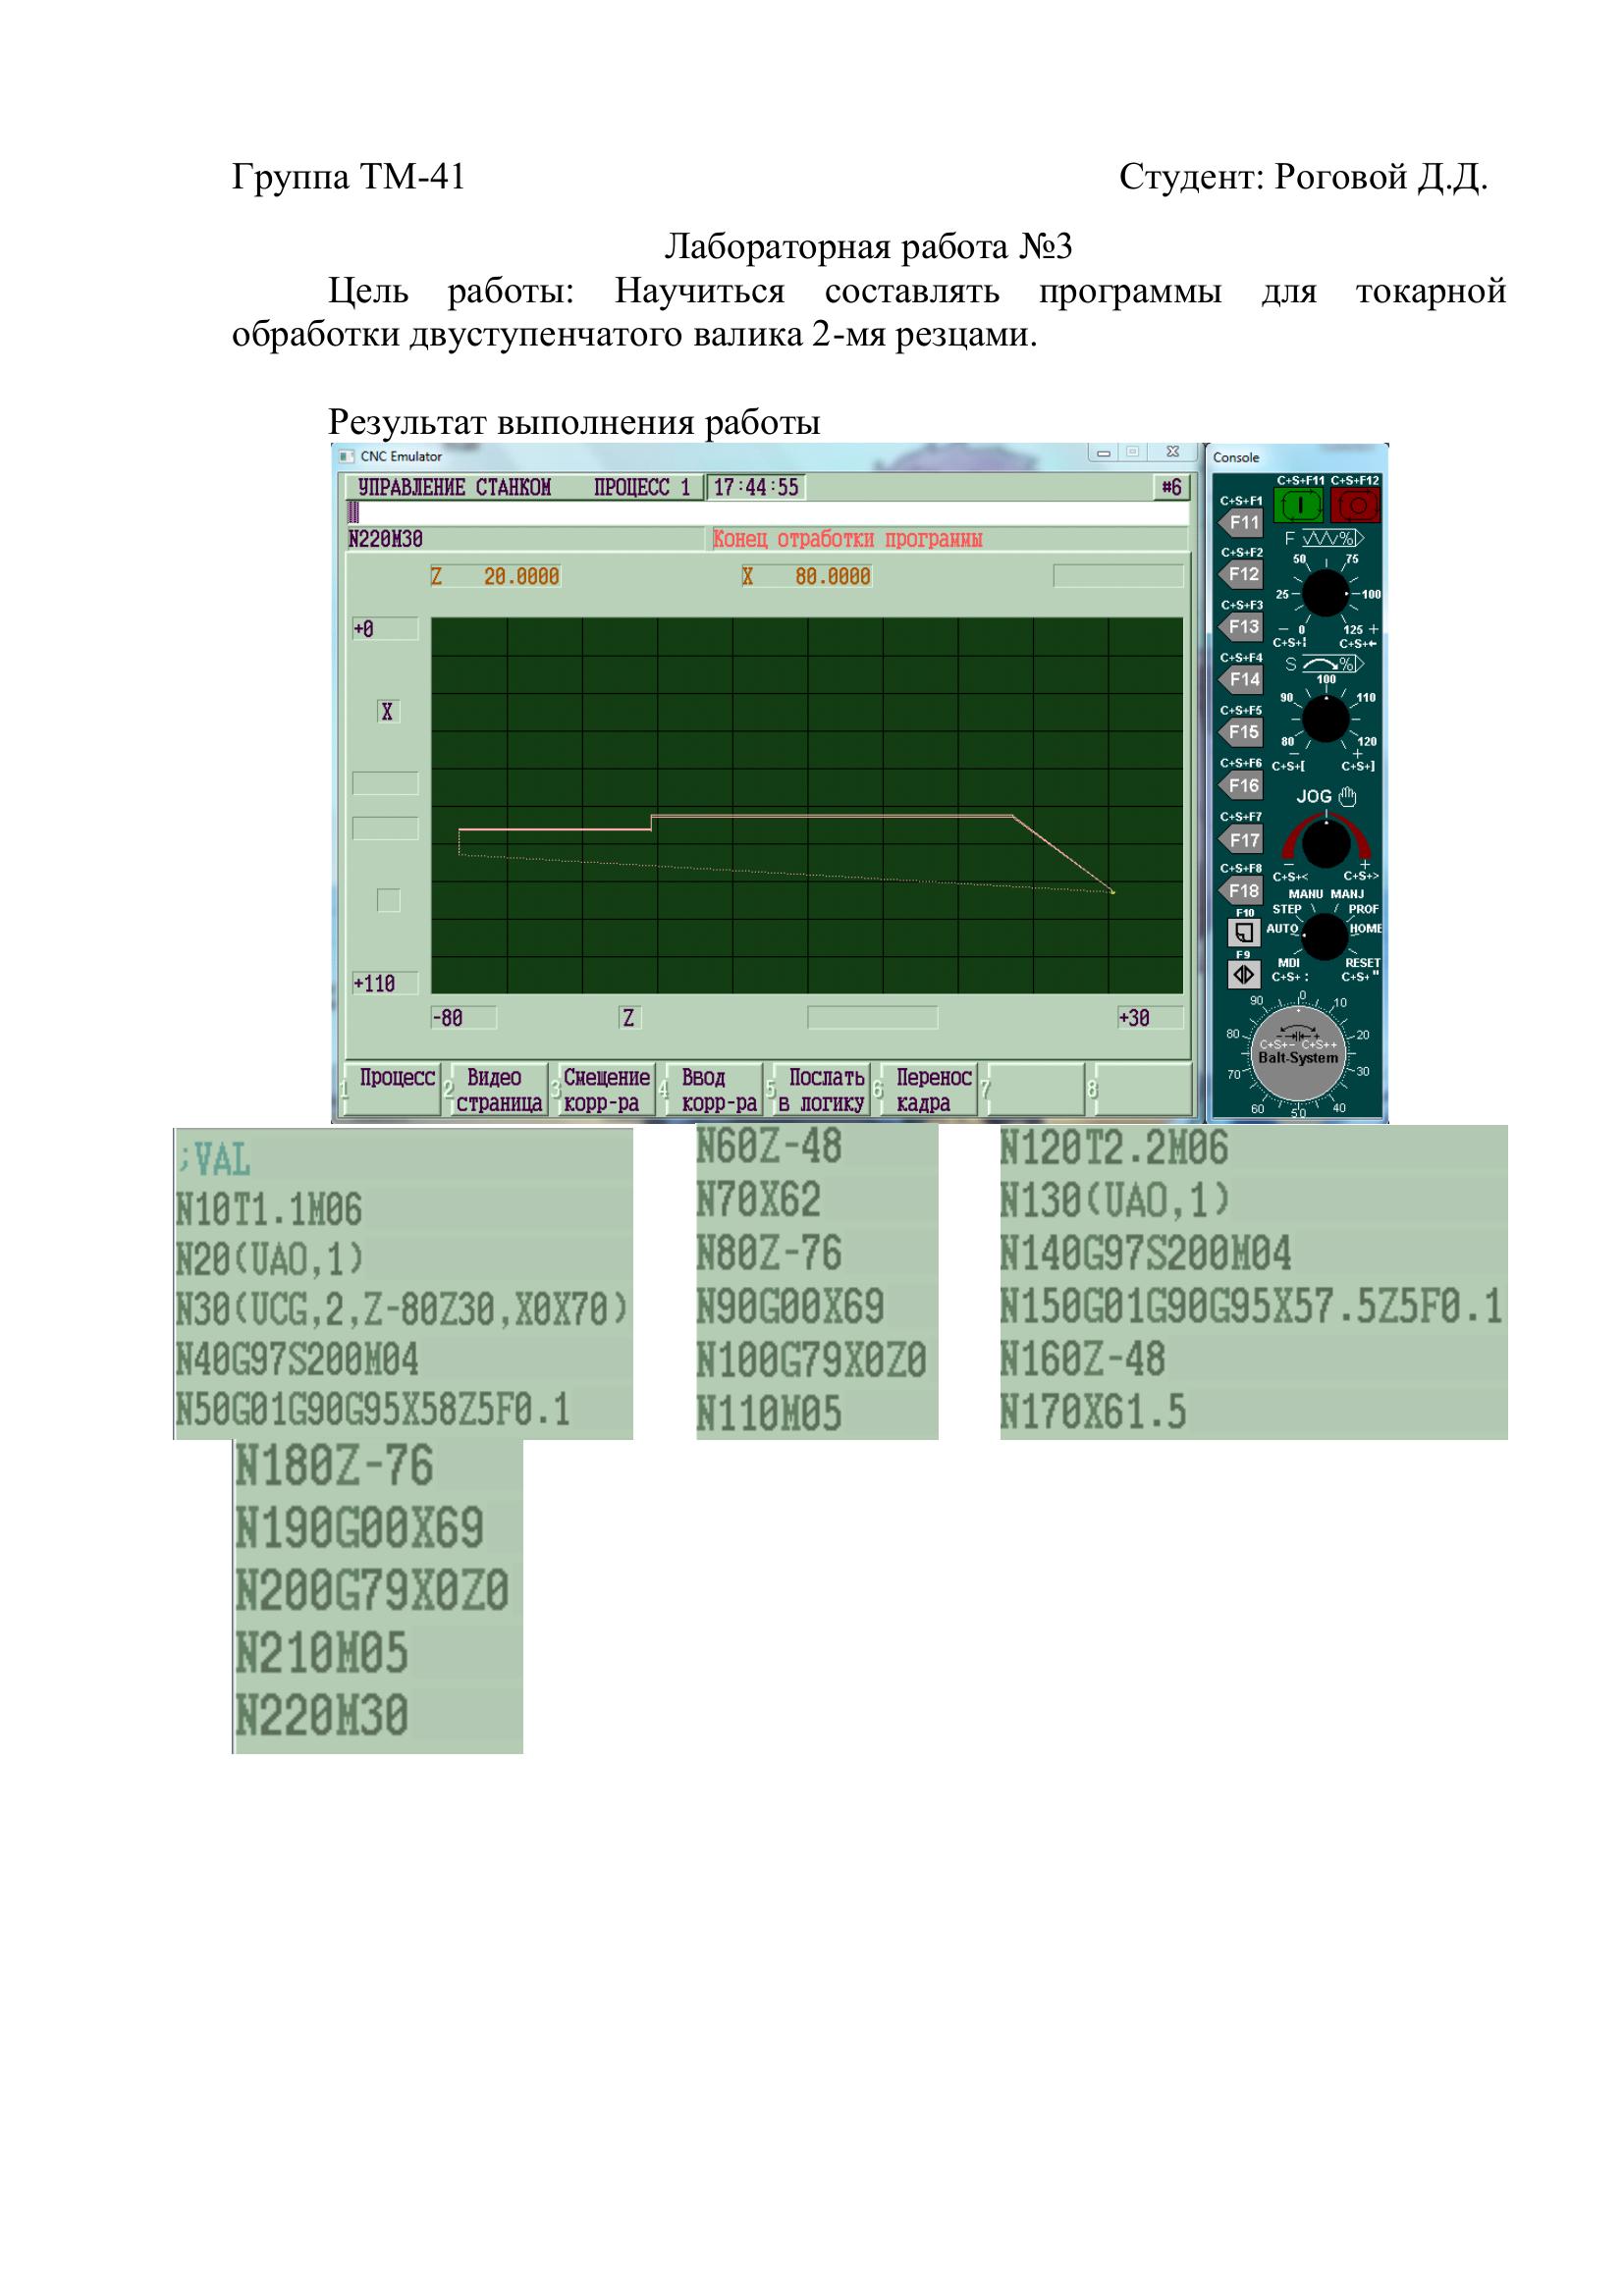 Группа ТМ-41 Студент: Роговой Д.Д.
Лабораторная работа №3
Цель работы: Научиться составлять программы для токарной
обработки двуступенчатого валика 2-мя резцами.
Результат выполнения работы
CNC Emulator
УПРАВЛЕНИЕ СТАНКОМ ПРОЦЕСС 1 17:44:55 #6
N220M30 Конец отработки программы
Z 20.0000 X 80.0000
+0
X
+110
-80 Z +30
1 Процесс 2 Видео страница 3 Смещение корр-ра 4 Ввод корр-ра 5 Послать в логику 6 Перенос кадра 7 8
Console
C+S+F11 C+S+F12
C+S+F1
F11
F %
C+S+F2
F12
50 75
25 100
C+S+F3
F13
- 0 125 +
C+S+¦ C+S+←
C+S+F4
F14
S %
100
C+S+F5
F15
90 110
80 120
- +
C+S+F6
F16
C+S+[ C+S+]
JOG
C+S+F7
F17
- +
C+S+< C+S+>
C+S+F8
F18
MANU MANJ
STEP PROF
F10
AUTO HOME
F9
MDI RESET
C+S+ : C+S+ "
90 0 10
80 20
C+S+- C+S++
Balt-System
70 30
60 50 40
;VAL
N10T1.1M06
N20(UAO,1)
N30(UCG,2,Z-80Z30,X0X70)
N40G97S200M04
N50G01G90G95X58Z5F0.1
N60Z-48
N70X62
N80Z-76
N90G00X69
N100G79X0Z0
N110M05
N120T2.2M06
N130(UAO,1)
N140G97S200M04
N150G01G90G95X57.5Z5F0.1
N160Z-48
N170X61.5
N180Z-76
N190G00X69
N200G79X0Z0
N210M05
N220M30